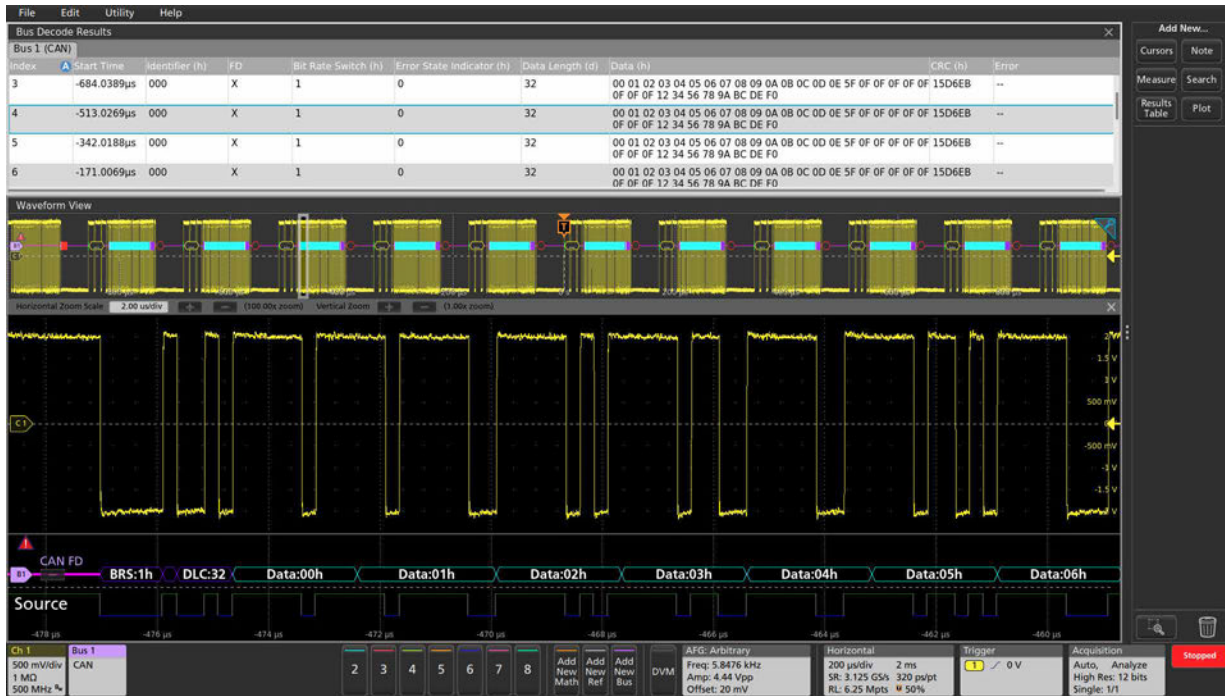 File Edit Utility Help
Bus Decode Results
Bus 1 (CAN)
Index Start Time Identifier (h) FD Bit Rate Switch (h) Error State Indicator (h) Data Length (d) Data (h) CRC (h) Error
3 -684.0389µs 000 X 1 0 32 00 01 02 03 04 05 06 07 08 09 0A 0B 0C 0D 0E 5F 0F 0F 0F 0F 0F 15D6EB --
0F 0F 0F 12 34 56 78 9A BC DE F0
4 -513.0269µs 000 X 1 0 32 00 01 02 03 04 05 06 07 08 09 0A 0B 0C 0D 0E 5F 0F 0F 0F 0F 0F 15D6EB --
0F 0F 0F 12 34 56 78 9A BC DE F0
5 -342.0188µs 000 X 1 0 32 00 01 02 03 04 05 06 07 08 09 0A 0B 0C 0D 0E 5F 0F 0F 0F 0F 0F 15D6EB --
0F 0F 0F 12 34 56 78 9A BC DE F0
6 -171.0069µs 000 X 1 0 32 00 01 02 03 04 05 06 07 08 09 0A 0B 0C 0D 0E 5F 0F 0F 0F 0F 0F 15D6EB --
0F 0F 0F 12 34 56 78 9A BC DE F0
Waveform View
T
B1
Horizontal Zoom Scale 2.00 us/div (100.00x zoom) Vertical Zoom (1.00x zoom)
2 V
1.5 V
1 V
500 mV
C 1
-500 mV
-1 V
-1.5 V
CAN FD
B1 BRS:1h DLC:32 Data:00h Data:01h Data:02h Data:03h Data:04h Data:05h Data:06h
Source
-478 µs -476 µs -474 µs -472 µs -470 µs -468 µs -466 µs -464 µs -462 µs -460 µs
Ch 1
500 mV/div
1 MΩ
500 MHz
Bus 1
CAN
2 3 4 5 6 7 8
Add New Math
Add New Ref
Add New Bus
DVM
AFG: Arbitrary
Freq: 5.8476 kHz
Amp: 4.44 Vpp
Offset: 20 mV
Horizontal
200 µs/div 2 ms
SR: 3.125 GS/s 320 ps/pt
RL: 6.25 Mpts 50%
Trigger
1 0 V
Acquisition
Auto, Analyze
High Res: 12 bits
Single: 1/1
Stopped
Add New...
Cursors Note
Measure Search
Results Table Plot